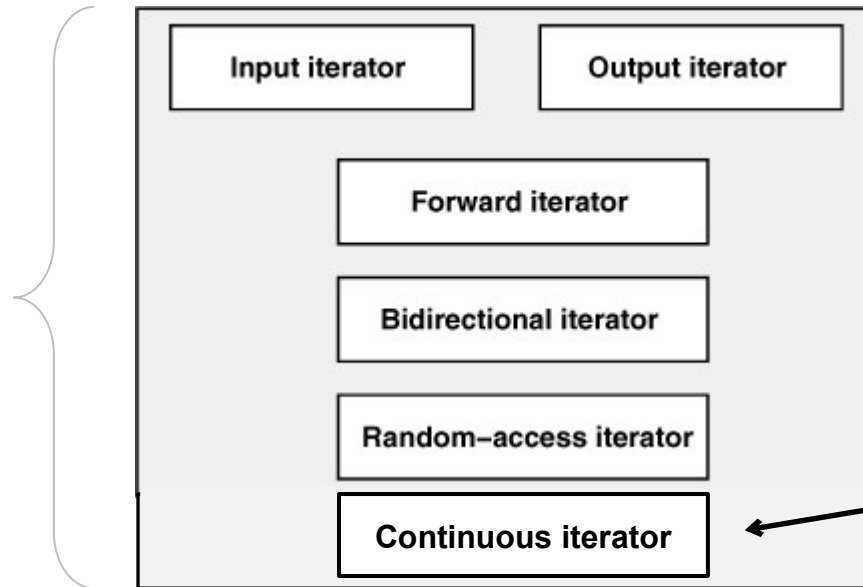 Input iterator
Output iterator
Forward iterator
Bidirectional iterator
Random–access iterator
Continuous iterator